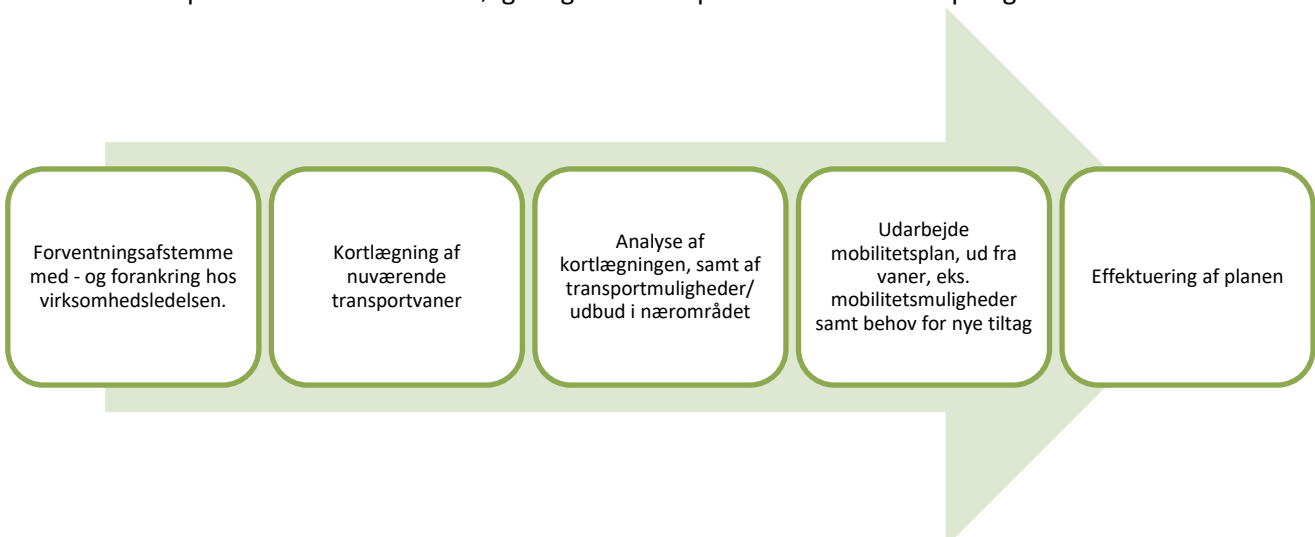 Forventningsafstemme
med - og forankring hos
virksomhedsledelsen.
Kortlægning af
nuværende
transportvaner
Analyse af
kortlægningen, samt af
transportmuligheder/
udbud i nærområdet
Udarbejde
mobilitetsplan, ud fra
vaner, eks.
mobilitetsmuligheder
samt behov for nye tiltag
Effektuering af planen